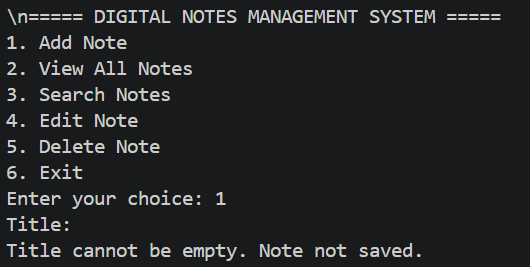 \n===== DIGITAL NOTES MANAGEMENT SYSTEM =====
1. Add Note
2. View All Notes
3. Search Notes
4. Edit Note
5. Delete Note
6. Exit
Enter your choice: 1
Title:
Title cannot be empty. Note not saved.